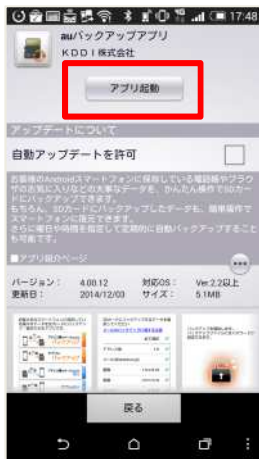 17:48
auバックアップアプリ
KDDI株式会社
アプリ起動
アップデートについて
自動アップデートを許可
お客様のAndroidスマートフォンに保存している電話帳やブラウ
ザのお気に入りなどの大事なデータを、かんたん操作でSDカー
ドにバックアップできます。
もちろん、SDカードにバックアップしたデータも、簡単操作で
スマートフォンに復元できます。
さらに曜日や時間を指定して定期的に自動バックアップすること
も可能です。
■アプリ紹介ページ
バージョン: 4.00.12 対応OS: Ver.2.2以上
更新日: 2014/12/03 サイズ: 5.1MB
戻る